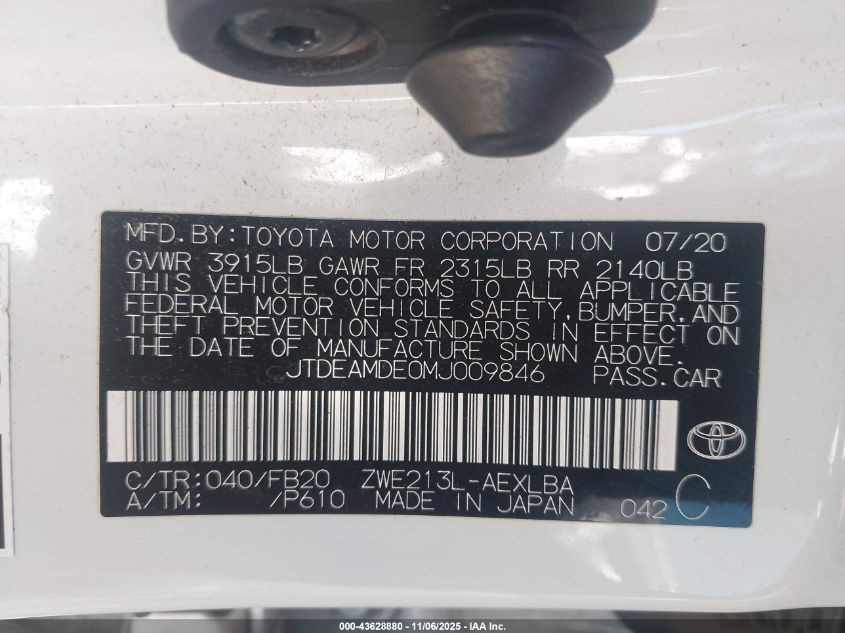 MFD.BY:TOYOTA MOTOR CORPORATION 07/20
GVWR 3915LB GAWR FR 2315LB RR 2140LB
THIS VEHICLE CONFORMS TO ALL APPLICABLE
FEDERAL MOTOR VEHICLE SAFETY,BUMPER,AND
THEFT PREVENTION STANDARDS IN EFFECT ON
THE DATE OF MANUFACTURE SHOWN ABOVE.
JTDEAMDE0MJ009846 PASS.CAR
C/TR:040/FB20 ZWE213L-AEXLBA
A/TM: /P610 MADE IN JAPAN 042 C
000-43628880 - 11/06/2025 - IAA Inc.